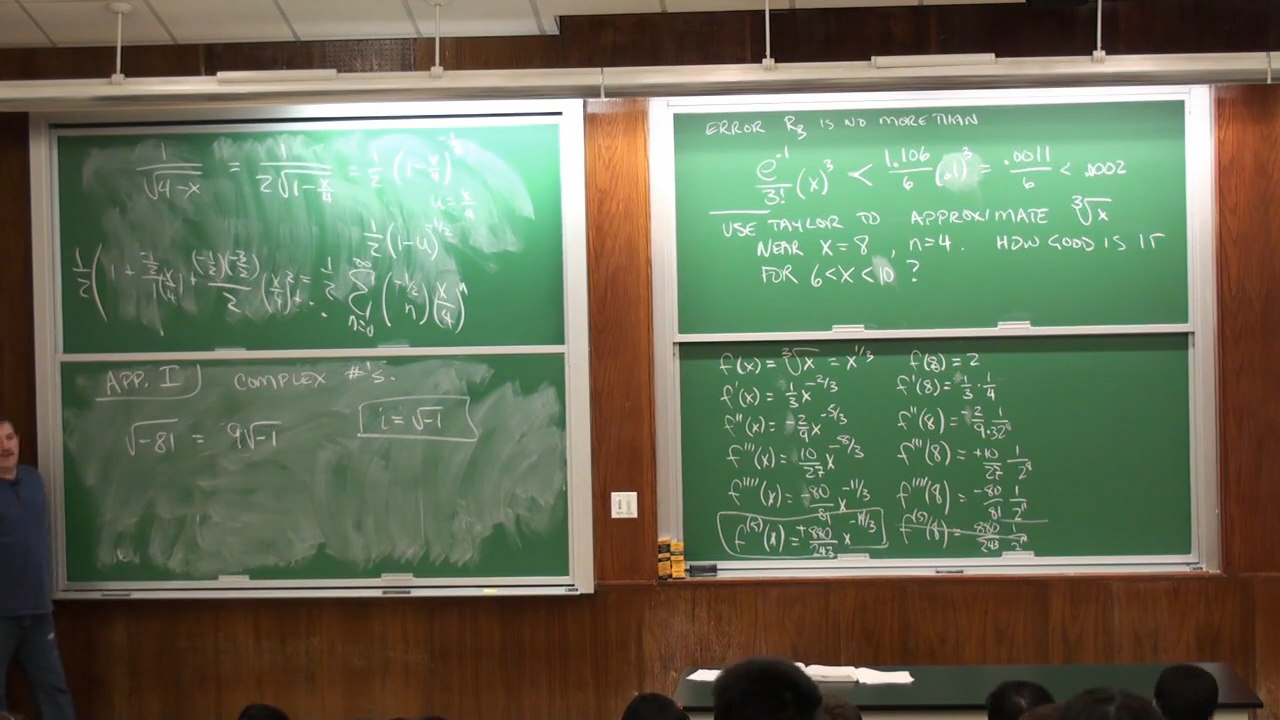 1/√(4-x) = 1/(2√(1-x/4)) = 1/2 (1-x/4)^(-1/2)
u = x/4
1/2 (1-u)^(-1/2)
1/2 (1 + (-1/2)/1 (x/4) + (-1/2)(-3/2)/2 (x/4)² + ... = 1/2 ∑_{n=0}^{∞} (-1/2 n) (x/4)^n
APP. I) COMPLEX #'S.
√-81 = 9√-1 i = √-1
ERROR R₃ IS NO MORE THAN
e^(-1)/3! (x)³ < 1.106/6 (.1)³ = .0011/6 < .0002
USE TAYLOR TO APPROXIMATE ∛x
NEAR x=8, n=4. HOW GOOD IS IT
FOR 6<x<10 ?
f(x) = ∛x = x^(1/3) f(8) = 2
f'(x) = 1/3 x^(-2/3) f'(8) = 1/3 · 1/4
f''(x) = -2/9 x^(-5/3) f''(8) = -2/9 · 1/32
f'''(x) = 10/27 x^(-8/3) f'''(8) = +10/27 1/2⁸
f''''(x) = -80/81 x^(-11/3) f''''(8) = -80/81 · 1/2¹¹
f^(5)(x) = +880/243 x^(-14/3) f^(5)(8) = 880/243